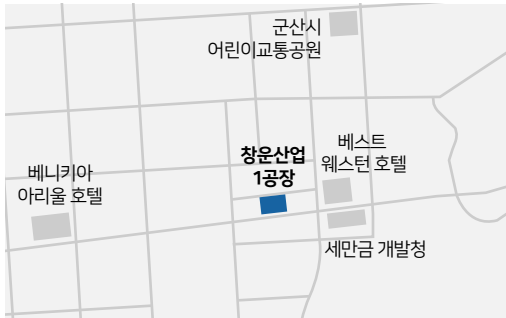 군산시
어린이교통공원
창운산업
1공장
베스트
웨스턴 호텔
베니키아
아리울 호텔
세만금 개발청